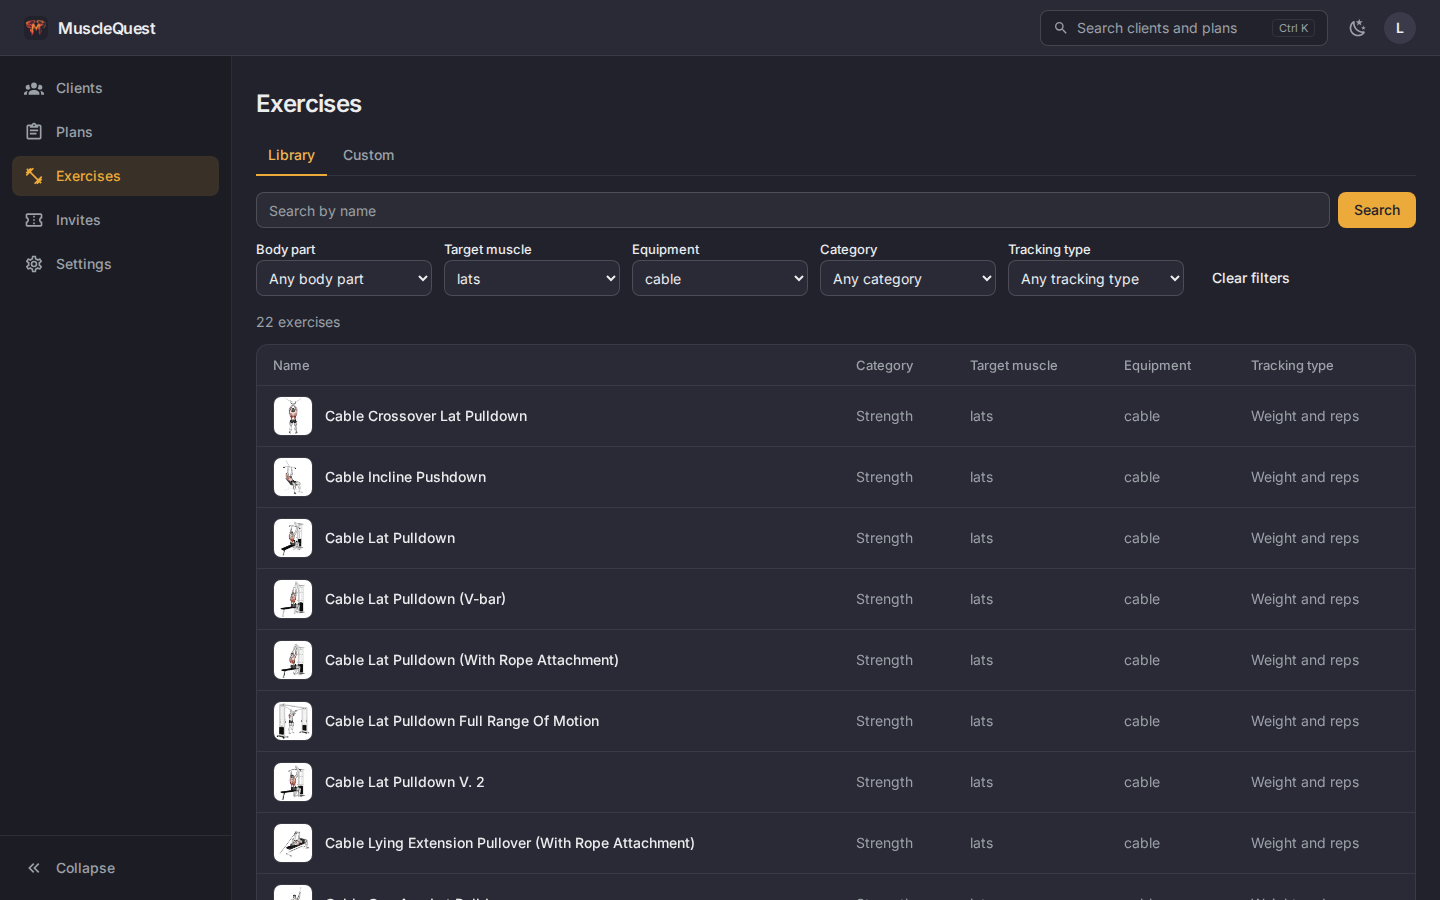 MuscleQuest
Search clients and plans
Ctrl K
L
Clients
Plans
Exercises
Invites
Settings
Collapse
Exercises
Library
Custom
Search by name
Search
Body part
Target muscle
Equipment
Category
Tracking type
Any body part
lats
cable
Any category
Any tracking type
Clear filters
22 exercises
Name Category Target muscle Equipment Tracking type
Cable Crossover Lat Pulldown Strength lats cable Weight and reps
Cable Incline Pushdown Strength lats cable Weight and reps
Cable Lat Pulldown Strength lats cable Weight and reps
Cable Lat Pulldown (V-bar) Strength lats cable Weight and reps
Cable Lat Pulldown (With Rope Attachment) Strength lats cable Weight and reps
Cable Lat Pulldown Full Range Of Motion Strength lats cable Weight and reps
Cable Lat Pulldown V. 2 Strength lats cable Weight and reps
Cable Lying Extension Pullover (With Rope Attachment) Strength lats cable Weight and reps